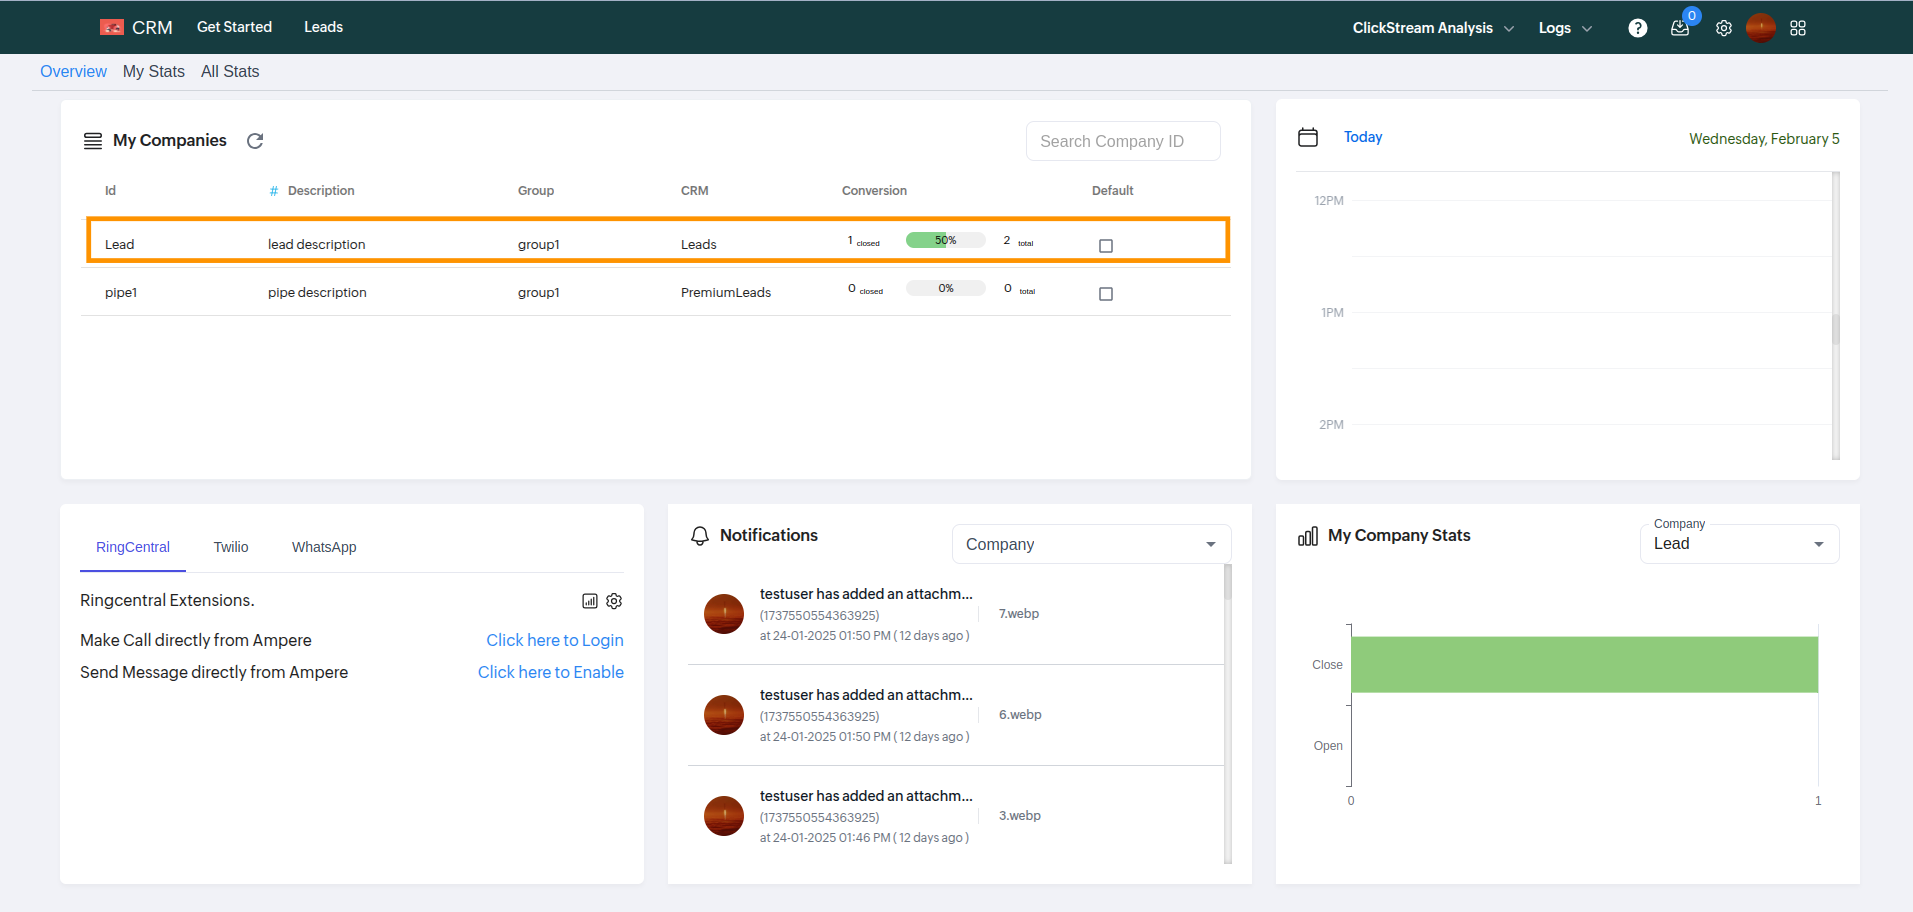 CRM Get Started Leads ClickStream Analysis Logs ? 0
Overview My Stats All Stats
My Companies Search Company ID
Id # Description Group CRM Conversion Default
Lead lead description group1 Leads 1 closed 50% 2 total
pipe1 pipe description group1 PremiumLeads 0 closed 0% 0 total
Today Wednesday, February 5
12PM
1PM
2PM
RingCentral Twilio WhatsApp
Ringcentral Extensions.
Make Call directly from Ampere Click here to Login
Send Message directly from Ampere Click here to Enable
Notifications Company
testuser has added an attachm...
(1737550554363925) 7.webp
at 24-01-2025 01:50 PM ( 12 days ago )
testuser has added an attachm...
(1737550554363925) 6.webp
at 24-01-2025 01:50 PM ( 12 days ago )
testuser has added an attachm...
(1737550554363925) 3.webp
at 24-01-2025 01:46 PM ( 12 days ago )
My Company Stats Company
Lead
Close
Open
0 1